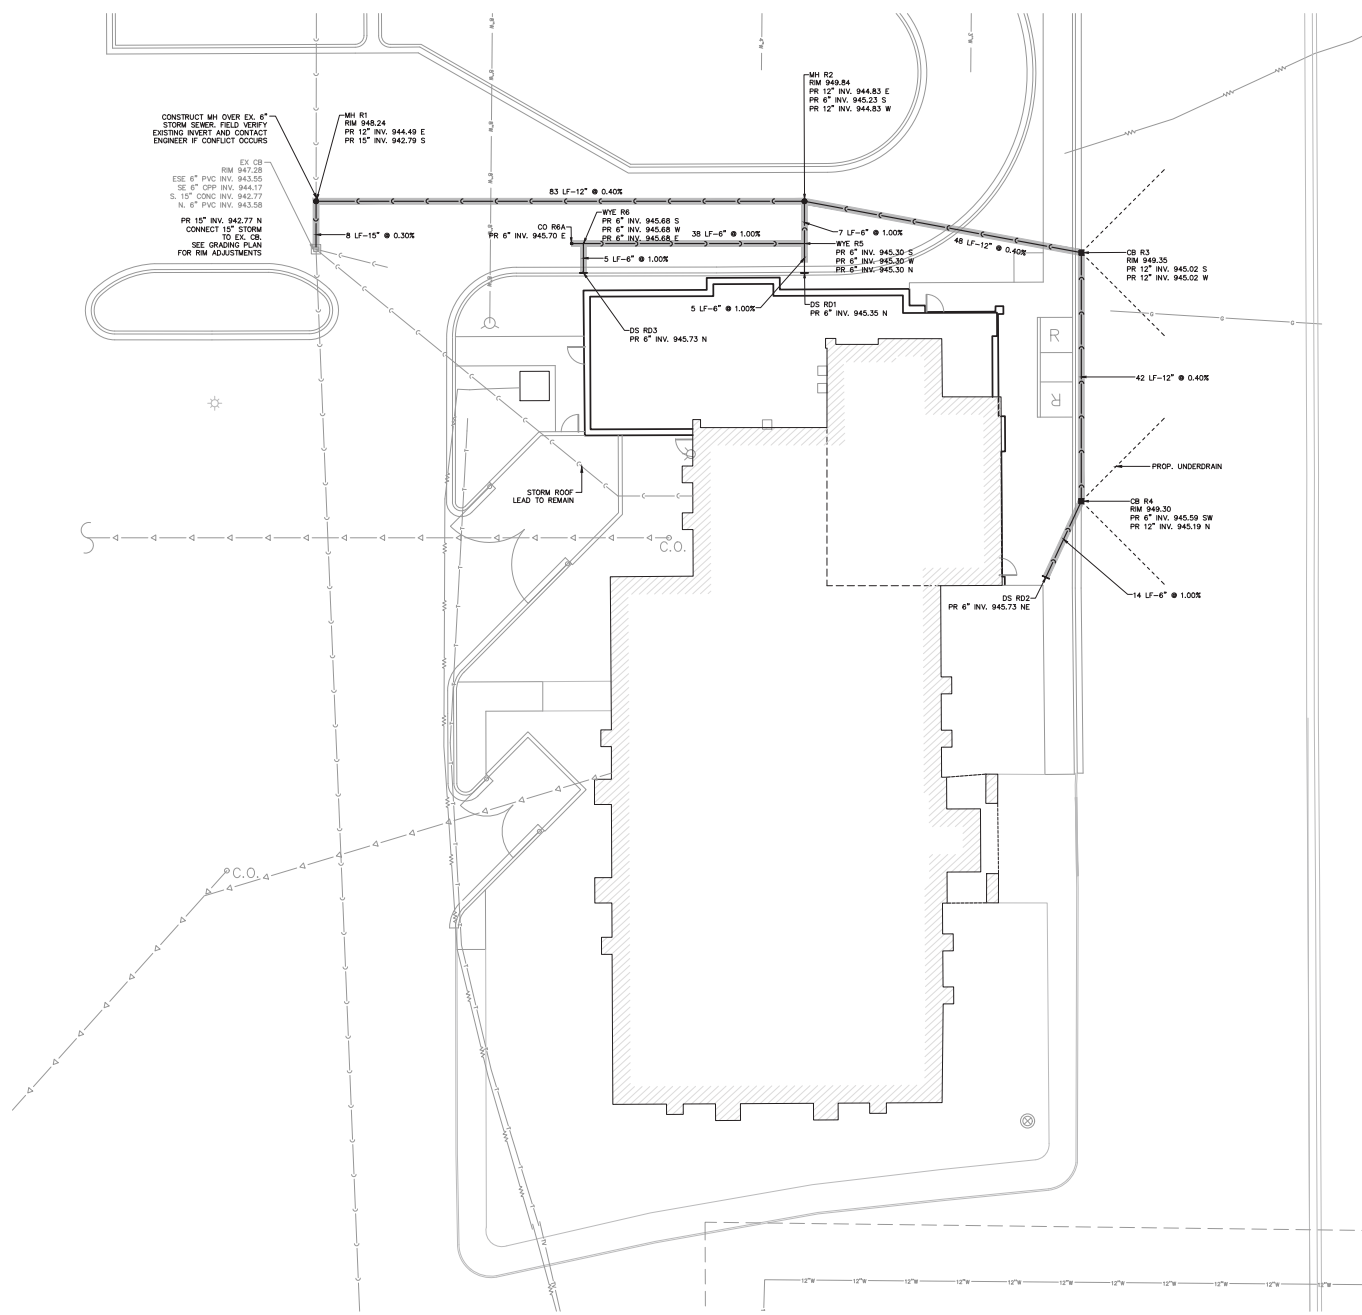 MH R2
RIM 949.84
PR 12" INV. 944.83 E
PR 6" INV. 945.23 S
PR 12" INV. 944.83 W
CONSTRUCT MH OVER EX. 6"
STORM SEWER. FIELD VERIFY
EXISTING INVERT AND CONTACT
ENGINEER IF CONFLICT OCCURS
MH R1
RIM 948.24
PR 12" INV. 944.49 E
PR 15" INV. 942.79 S
EX CB
RIM 947.28
ESE 6" PVC INV. 943.55
SE 6" CPP INV. 944.17
S. 15" CONC INV. 942.77
N. 6" PVC INV. 943.58
PR 15" INV. 942.77 N
CONNECT 15" STORM
TO EX. CB.
SEE GRADING PLAN
FOR RIM ADJUSTMENTS
8 LF-15" @ 0.30%
83 LF-12" @ 0.40%
WYE R6
PR 6" INV. 945.68 S
PR 6" INV. 945.68 W
PR 6" INV. 945.68 E
CO R6A
PR 6" INV. 945.70 E
38 LF-6" @ 1.00%
7 LF-6" @ 1.00%
48 LF-12" @ 0.40%
WYE R5
PR 6" INV. 945.30 S
PR 6" INV. 945.30 W
PR 6" INV. 945.30 N
CB R3
RIM 949.35
PR 12" INV. 945.02 S
PR 12" INV. 945.02 W
5 LF-6" @ 1.00%
5 LF-6" @ 1.00%
DS RD1
PR 6" INV. 945.35 N
DS RD3
PR 6" INV. 945.73 N
R
R
42 LF-12" @ 0.40%
PROP. UNDERDRAIN
STORM ROOF
LEAD TO REMAIN
CB R4
RIM 949.30
PR 6" INV. 945.59 SW
PR 12" INV. 945.19 N
C.O.
DS RD2
PR 6" INV. 945.73 NE
14 LF-6" @ 1.00%
C.O.
12"W 12"W 12"W 12"W 12"W 12"W 12"W 12"W 12"W 12"W 12"W